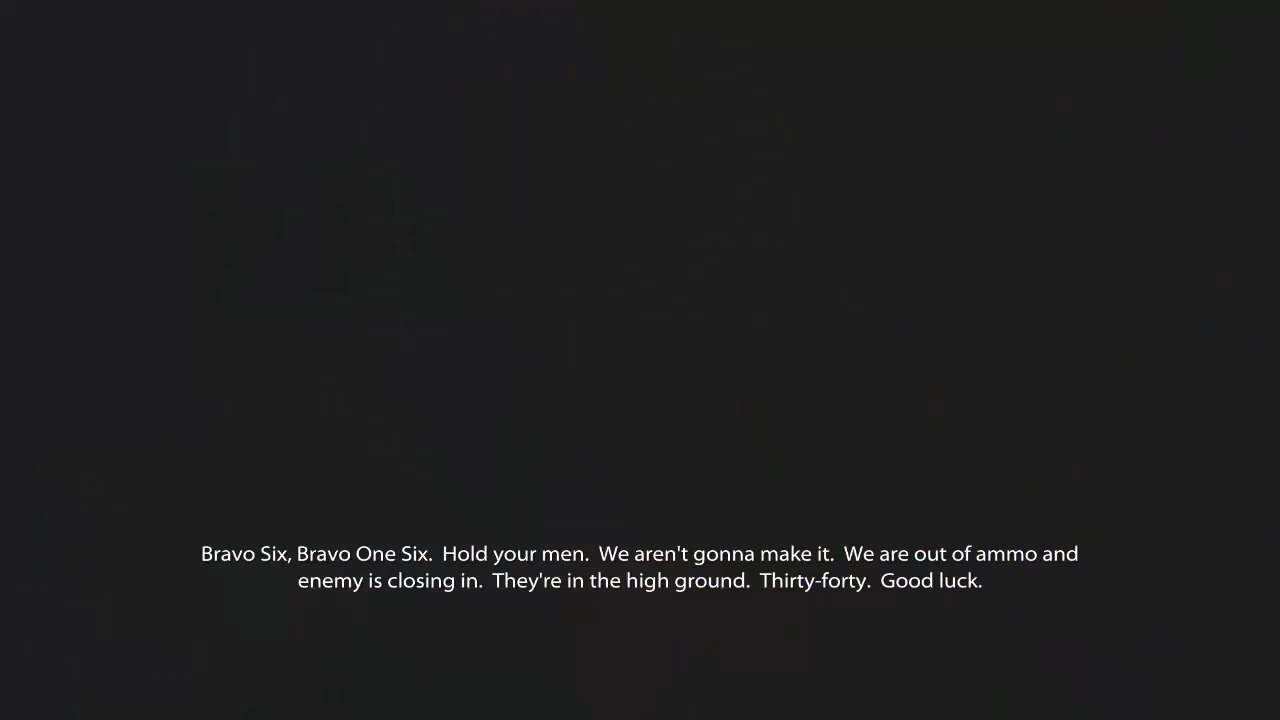 Bravo Six, Bravo One Six.  Hold your men.  We aren't gonna make it.  We are out of ammo and
enemy is closing in.  They're in the high ground.  Thirty-forty.  Good luck.